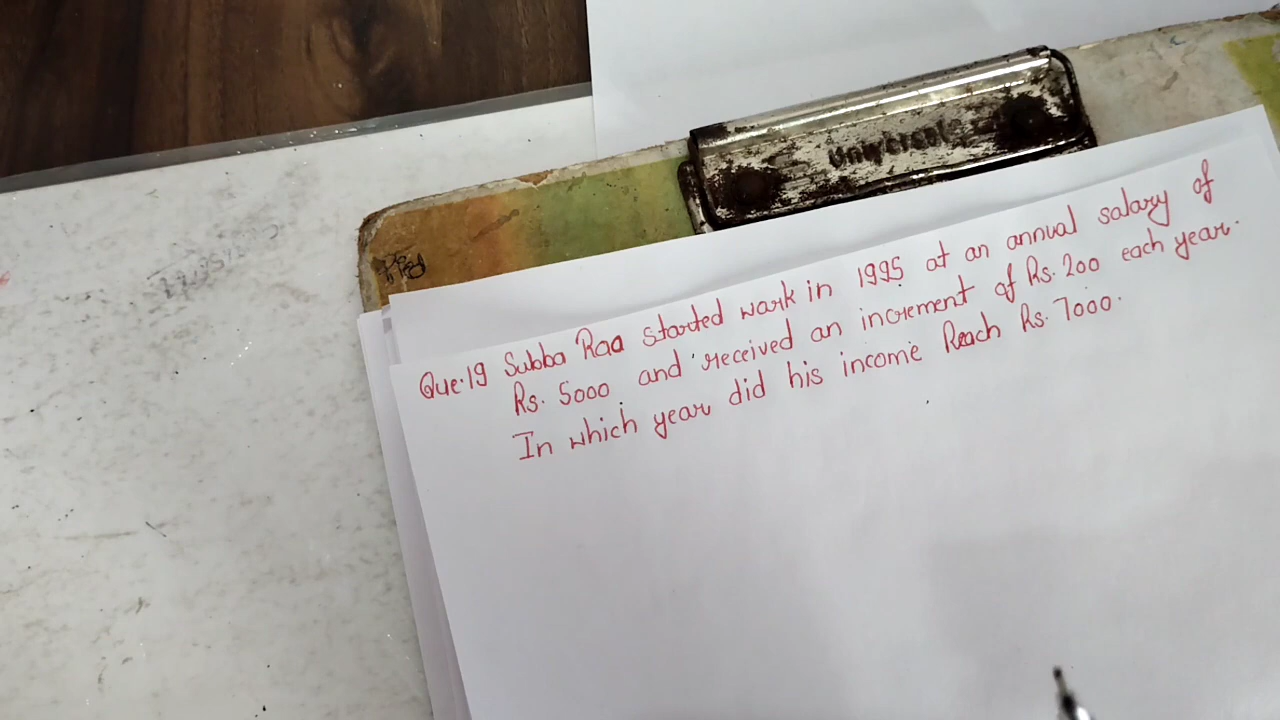 Universal
Que.19 Subba Rao started work in 1995 at an annual salary of
Rs. 5000 and received an increment of Rs. 200 each year.
In which year did his income Reach Rs. 7000.